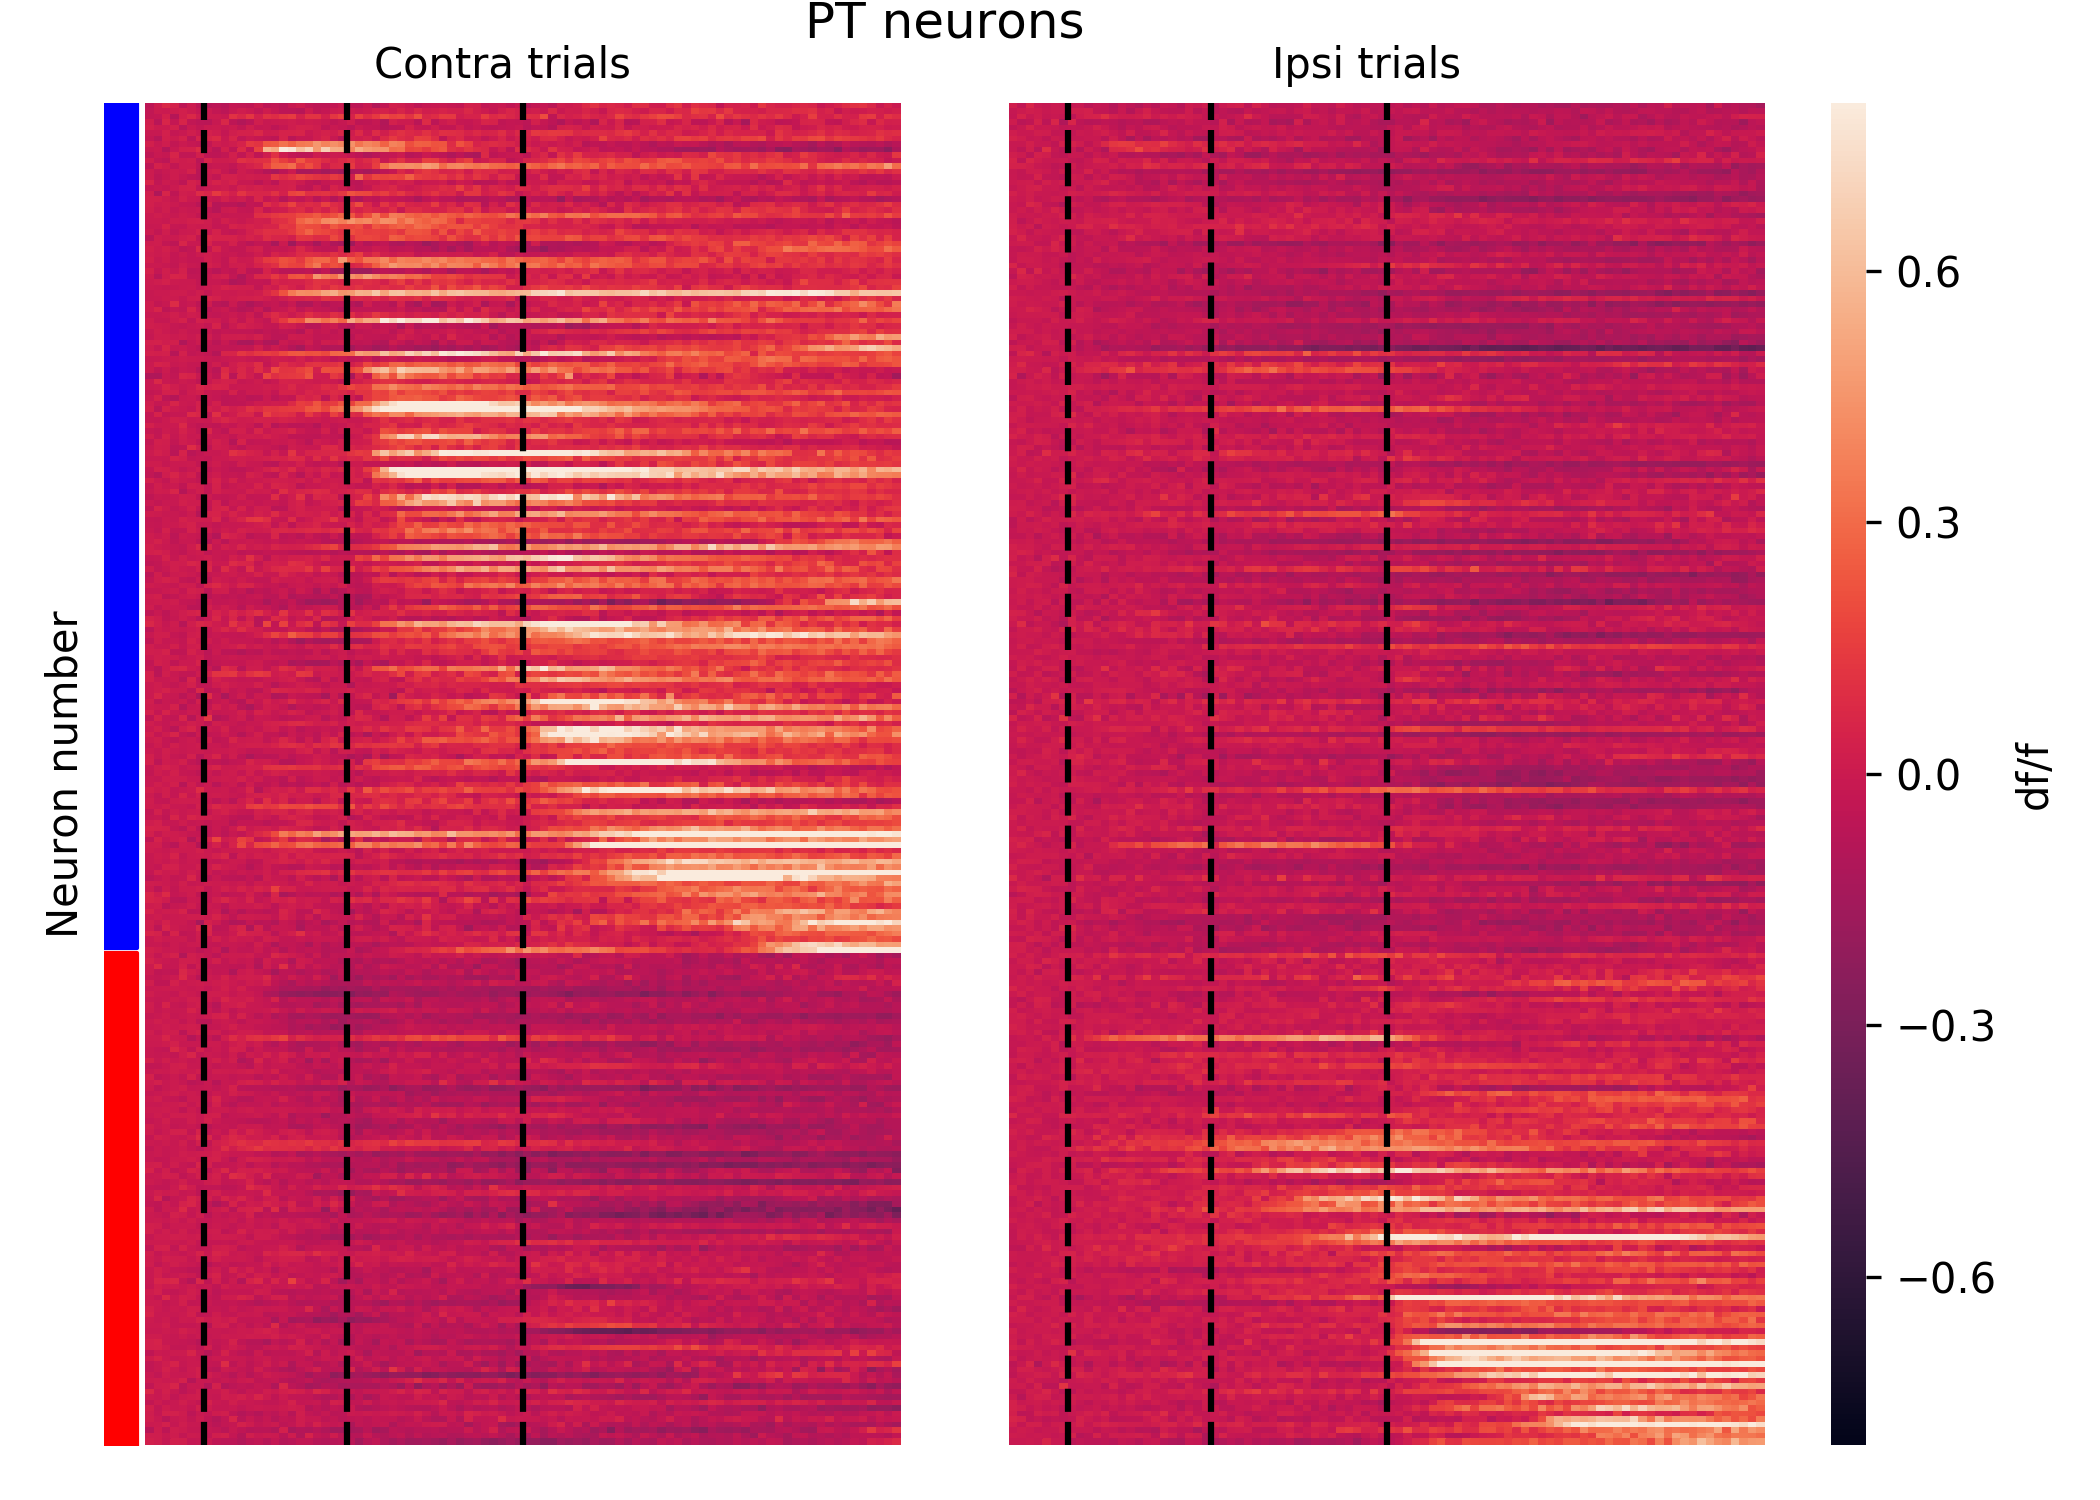 PT neurons
Contra trials
Ipsi trials
Neuron number
0.6
0.3
0.0
−0.3
−0.6
df/f